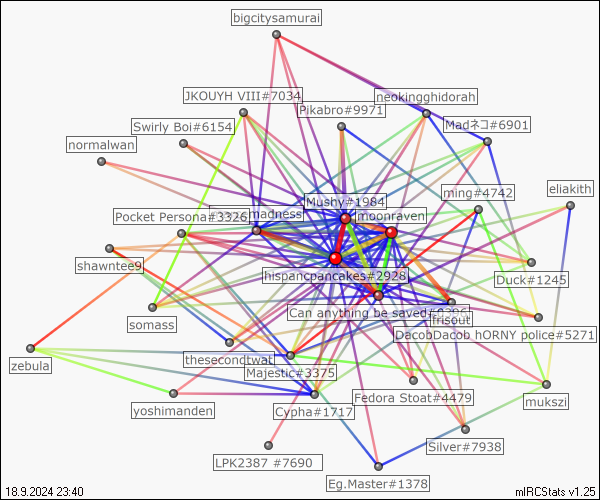 bigcitysamurai
JKOUYH VIII#7034
neokingghidorah
Pikabro#9971
Swirly Boi#6154
Madネコ#6901
normalwan
ming#4742
eliakith
Mushy#1984
Pocket Persona#3326
madness
moonraven
shawntee9
hispancpancakes#2928
Duck#1245
Can anything be saved
somass
frisout
DacobDacob hORNY police#5271
thesecondtwat
zebula
Majestic#3375
Fedora Stoat#4479
mukszi
yoshimanden
Cypha#1717
Silver#7938
LPK2387 #7690
Eg.Master#1378
18.9.2024 23:40
mIRCStats v1.25